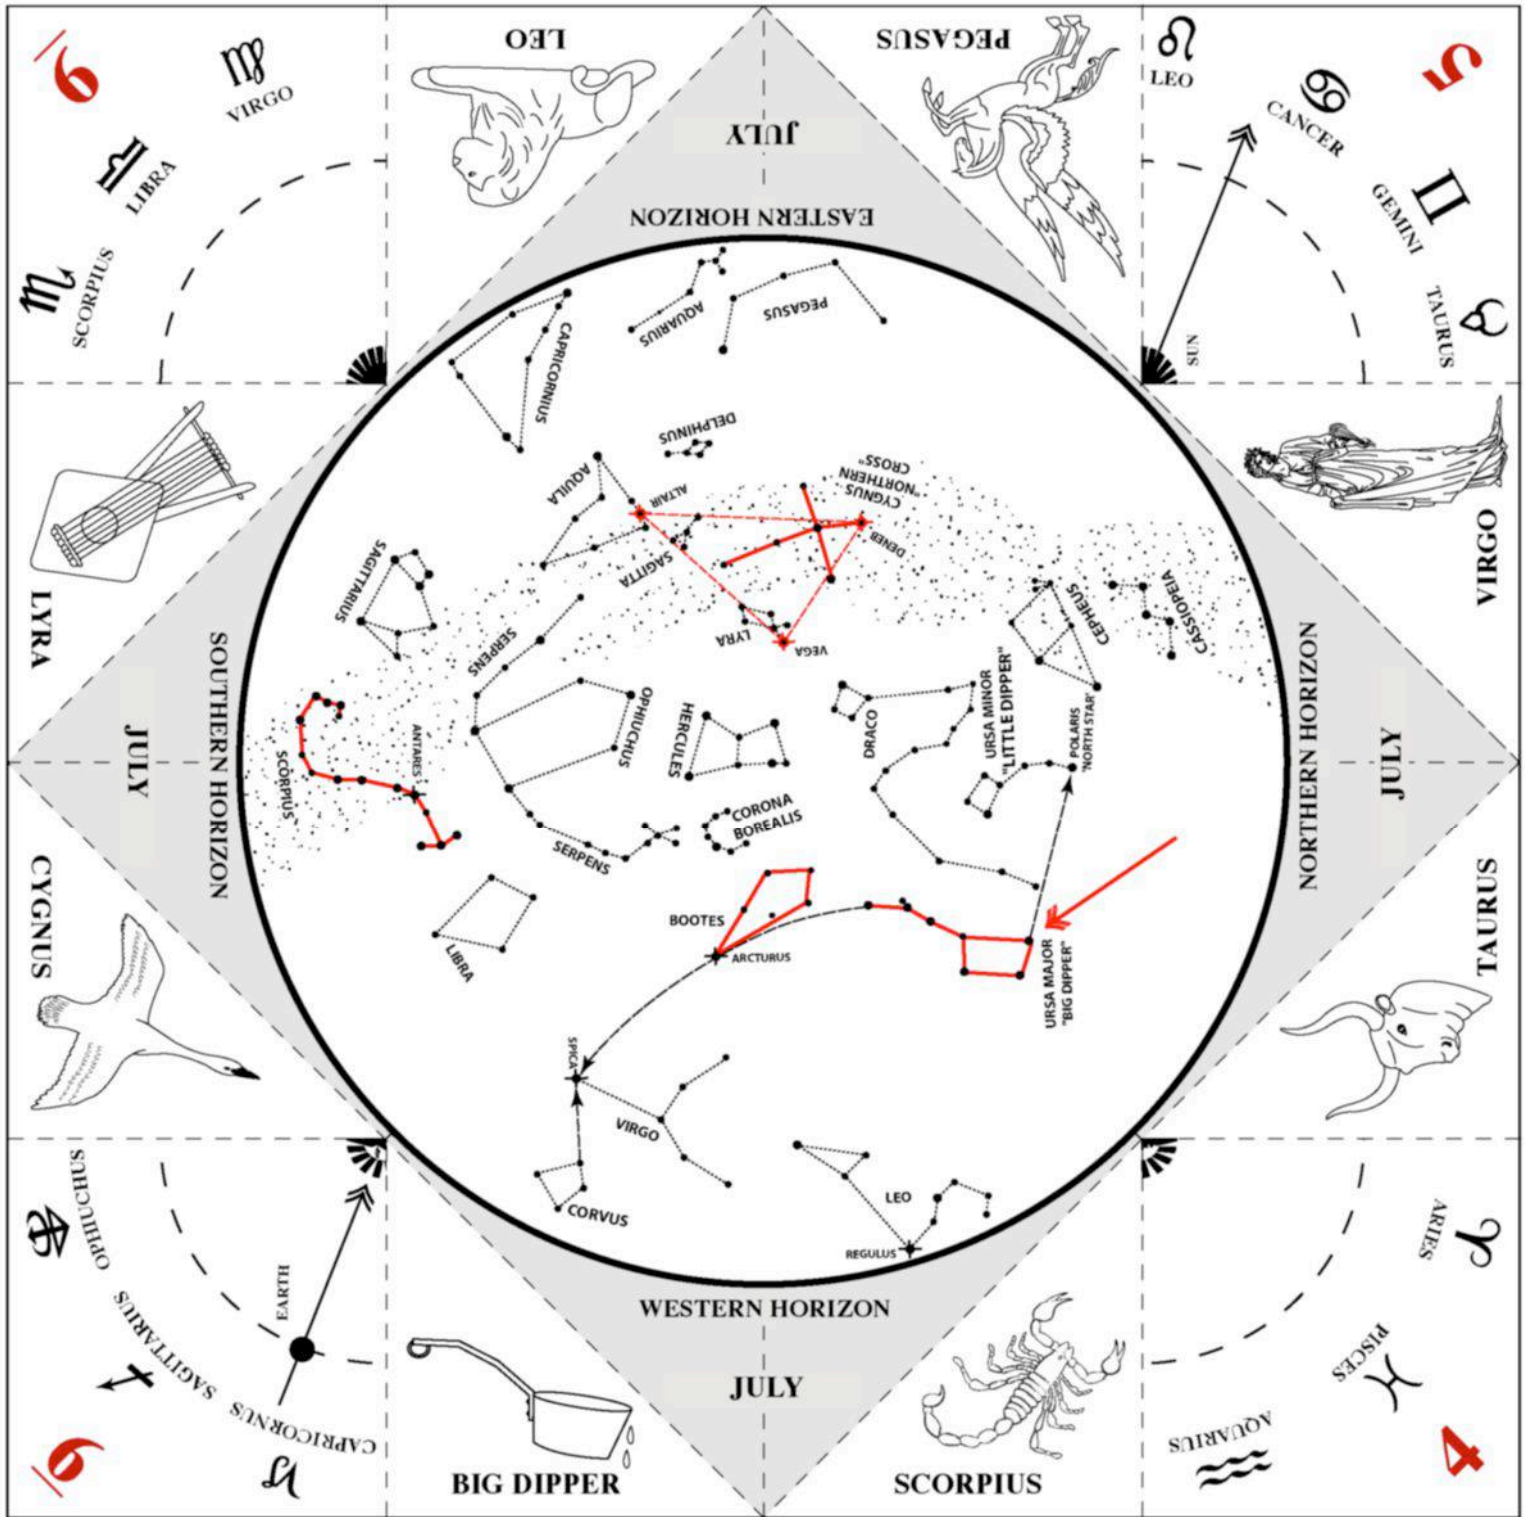 6
VIRGO
LIBRA
SCORPIUS
LEO
PEGASUS
LEO
CANCER
GEMINI
TAURUS
5
SUN
JULY
EASTERN HORIZON
LYRA
VIRGO
AQUARIUS
PEGASUS
CAPRICORNIUS
DELPHINUS
AQUILA
ALTAIR
CYGNUS
"NORTHERN
CROSS"
DENEB
SAGITTA
SAGITTARIUS
SERPENS
LYRA
VEGA
CEPHEUS
CASSIOPEIA
SOUTHERN HORIZON
JULY
NORTHERN HORIZON
JULY
SCORPIUS
ANTARES
OPHIUCHUS
HERCULES
DRACO
URSA MINOR
"LITTLE DIPPER"
POLARIS
'NORTH STAR'
CORONA
BOREALIS
SERPENS
LIBRA
BOOTES
ARCTURUS
URSA MAJOR
"BIG DIPPER"
CYGNUS
TAURUS
SPICA
VIRGO
CORVUS
LEO
REGULUS
WESTERN HORIZON
JULY
OPHIUCHUS
SAGITTARIUS
CAPRICORNUS
EARTH
6
BIG DIPPER
SCORPIUS
ARIES
PISCES
AQUARIUS
4